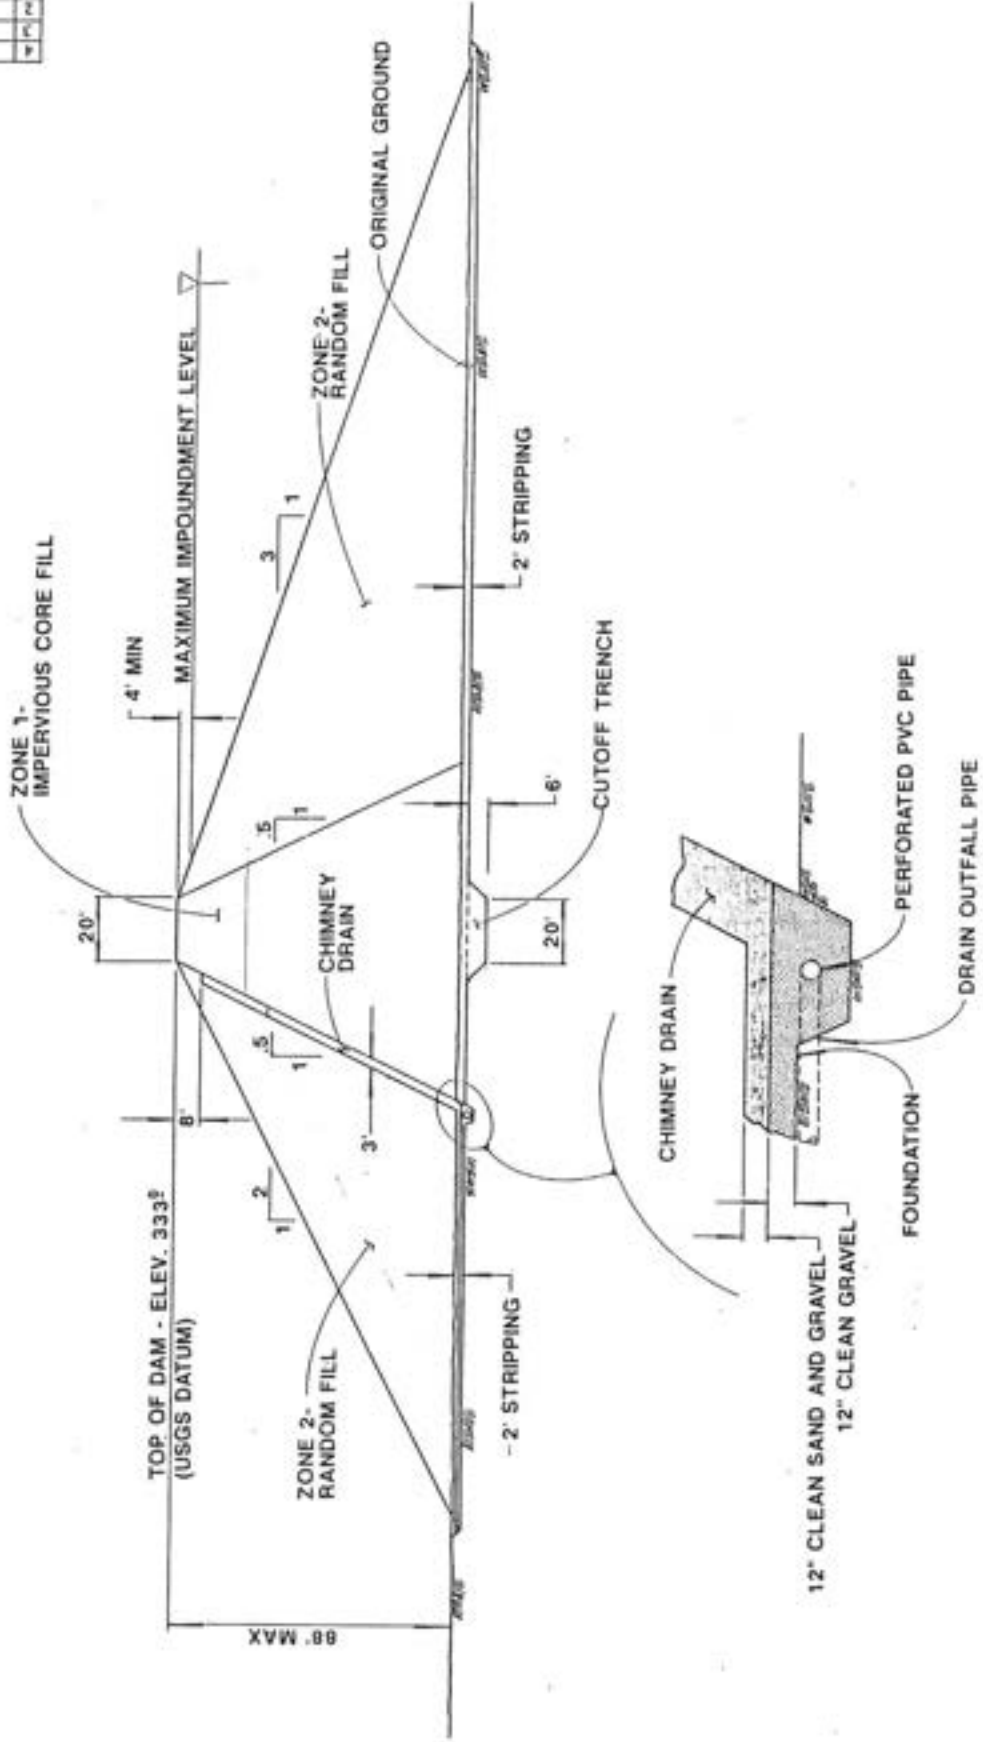 ZONE 1-
IMPERVIOUS CORE FILL
20'
4' MIN
MAXIMUM IMPOUNDMENT LEVEL
TOP OF DAM - ELEV. 333⁰
(USGS DATUM)
8'
.5
1
.5
1
3
1
2
1
CHIMNEY
DRAIN
3'
ZONE 2-
RANDOM FILL
ZONE 2-
RANDOM FILL
ORIGINAL GROUND
88' MAX
2' STRIPPING
2' STRIPPING
6'
20'
CUTOFF TRENCH
CHIMNEY DRAIN
PERFORATED PVC PIPE
DRAIN OUTFALL PIPE
FOUNDATION
12" CLEAN SAND AND GRAVEL
12" CLEAN GRAVEL